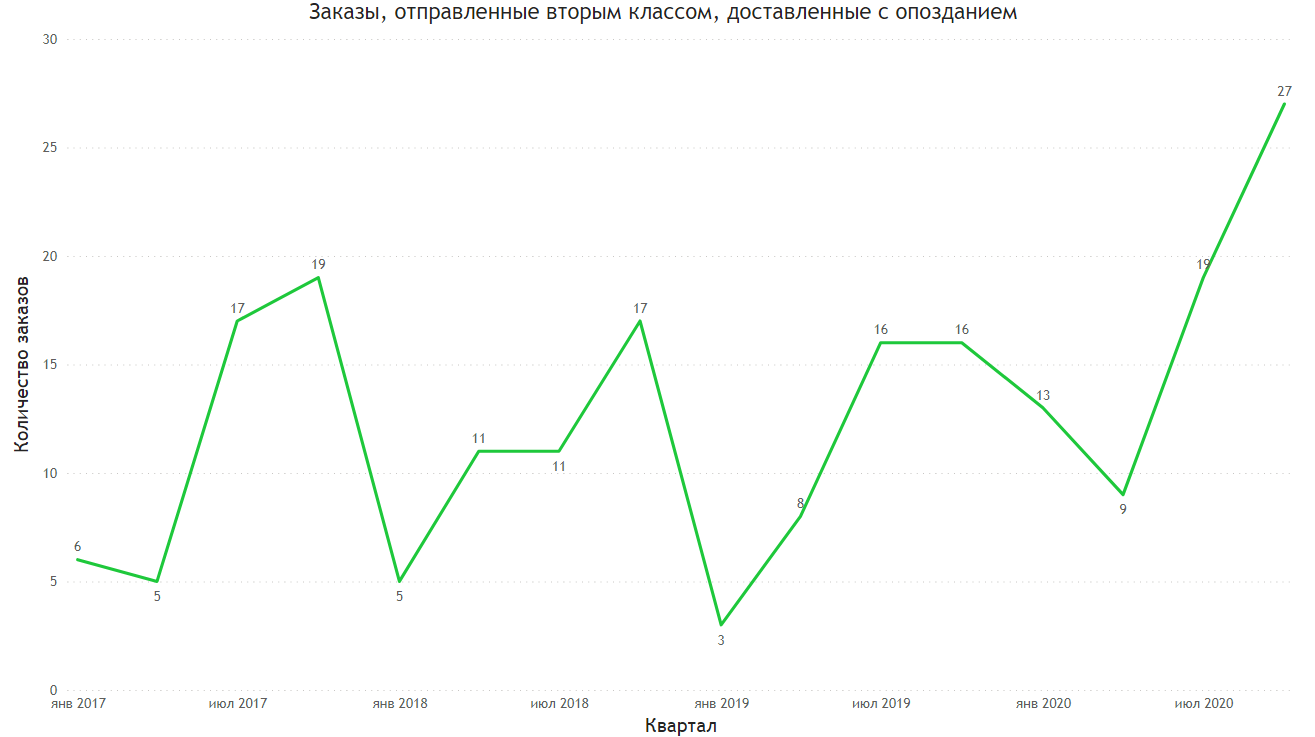 Заказы, отправленные вторым классом, доставленные с опозданием
30
25
20
15
10
5
0
Количество заказов
6
5
17
19
5
11
11
17
3
8
16
16
13
9
19
27
янв 2017
июл 2017
янв 2018
июл 2018
янв 2019
июл 2019
янв 2020
июл 2020
Квартал